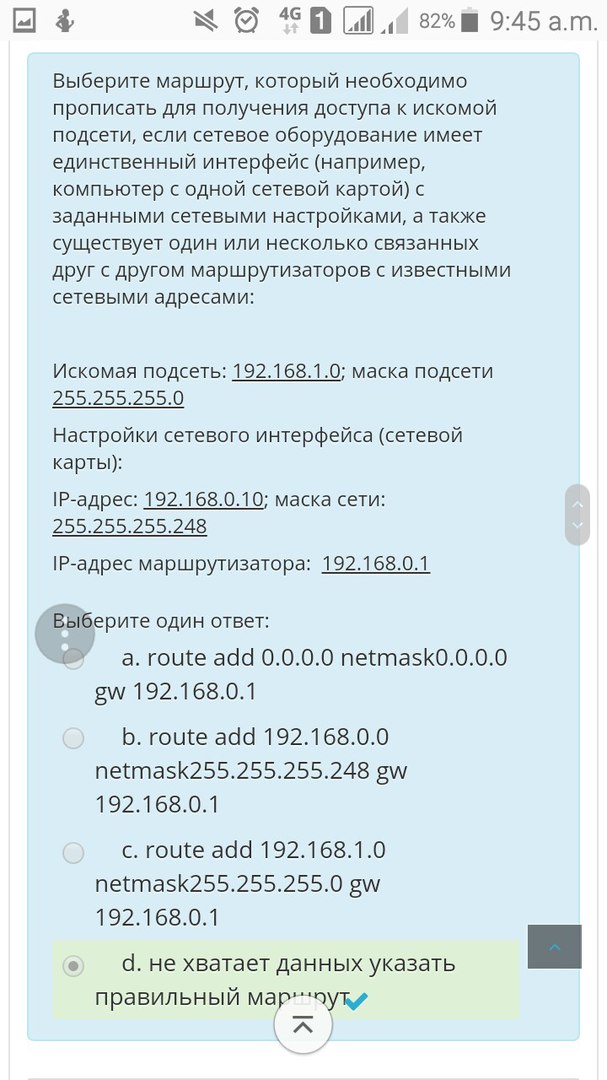 4G 1 82% 9:45 a.m.
Выберите маршрут, который необходимо
прописать для получения доступа к искомой
подсети, если сетевое оборудование имеет
единственный интерфейс (например,
компьютер с одной сетевой картой) с
заданными сетевыми настройками, а также
существует один или несколько связанных
друг с другом маршрутизаторов с известными
сетевыми адресами:
Искомая подсеть: 192.168.1.0; маска подсети
255.255.255.0
Настройки сетевого интерфейса (сетевой
карты):
IP-адрес: 192.168.0.10; маска сети:
255.255.255.248
IP-адрес маршрутизатора: 192.168.0.1
Выберите один ответ:
a. route add 0.0.0.0 netmask0.0.0.0
gw 192.168.0.1
b. route add 192.168.0.0
netmask255.255.255.248 gw
192.168.0.1
c. route add 192.168.1.0
netmask255.255.255.0 gw
192.168.0.1
d. не хватает данных указать
правильный маршрут